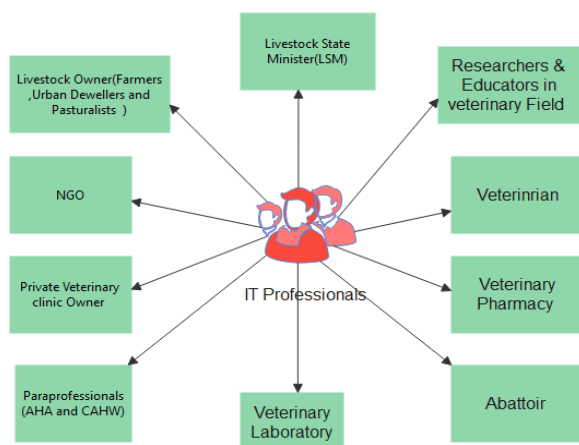 Livestock State
Minister(LSM)
Livestock Owner(Farmers
,Urban Dewellers and
Pasturalists  )
Researchers &
Educators in
veterinary Field
NGO
Veterinrian
Private Veterinary
clinic Owner
IT Professionals
Veterinary
Pharmacy
Paraprofessionals
(AHA and CAHW)
Veterinary
Laboratory
Abattoir